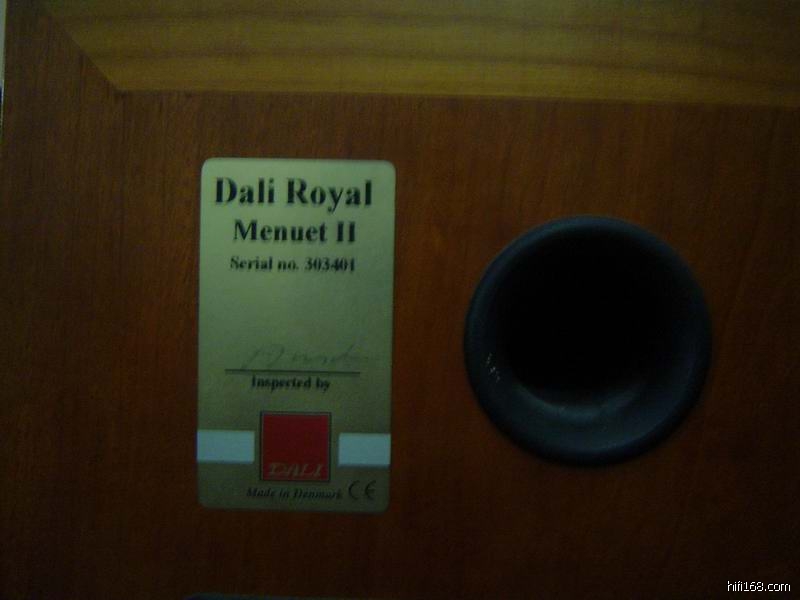 Dali Royal
Menuet II
Serial no. 303401
Inspected by
DALI
Made in Denmark CE
hifi168.com